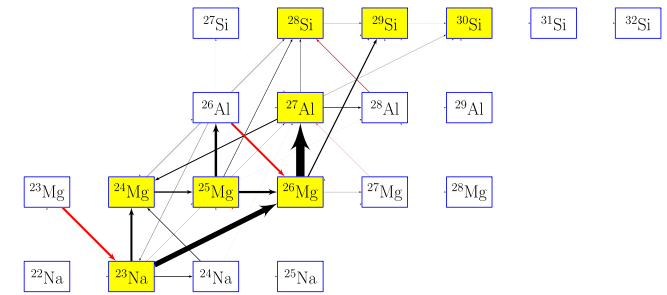 ²⁷Si ²⁸Si ²⁹Si ³⁰Si ³¹Si ³²Si
²⁶Al ²⁷Al ²⁸Al ²⁹Al
²³Mg ²⁴Mg ²⁵Mg ²⁶Mg ²⁷Mg ²⁸Mg
²²Na ²³Na ²⁴Na ²⁵Na